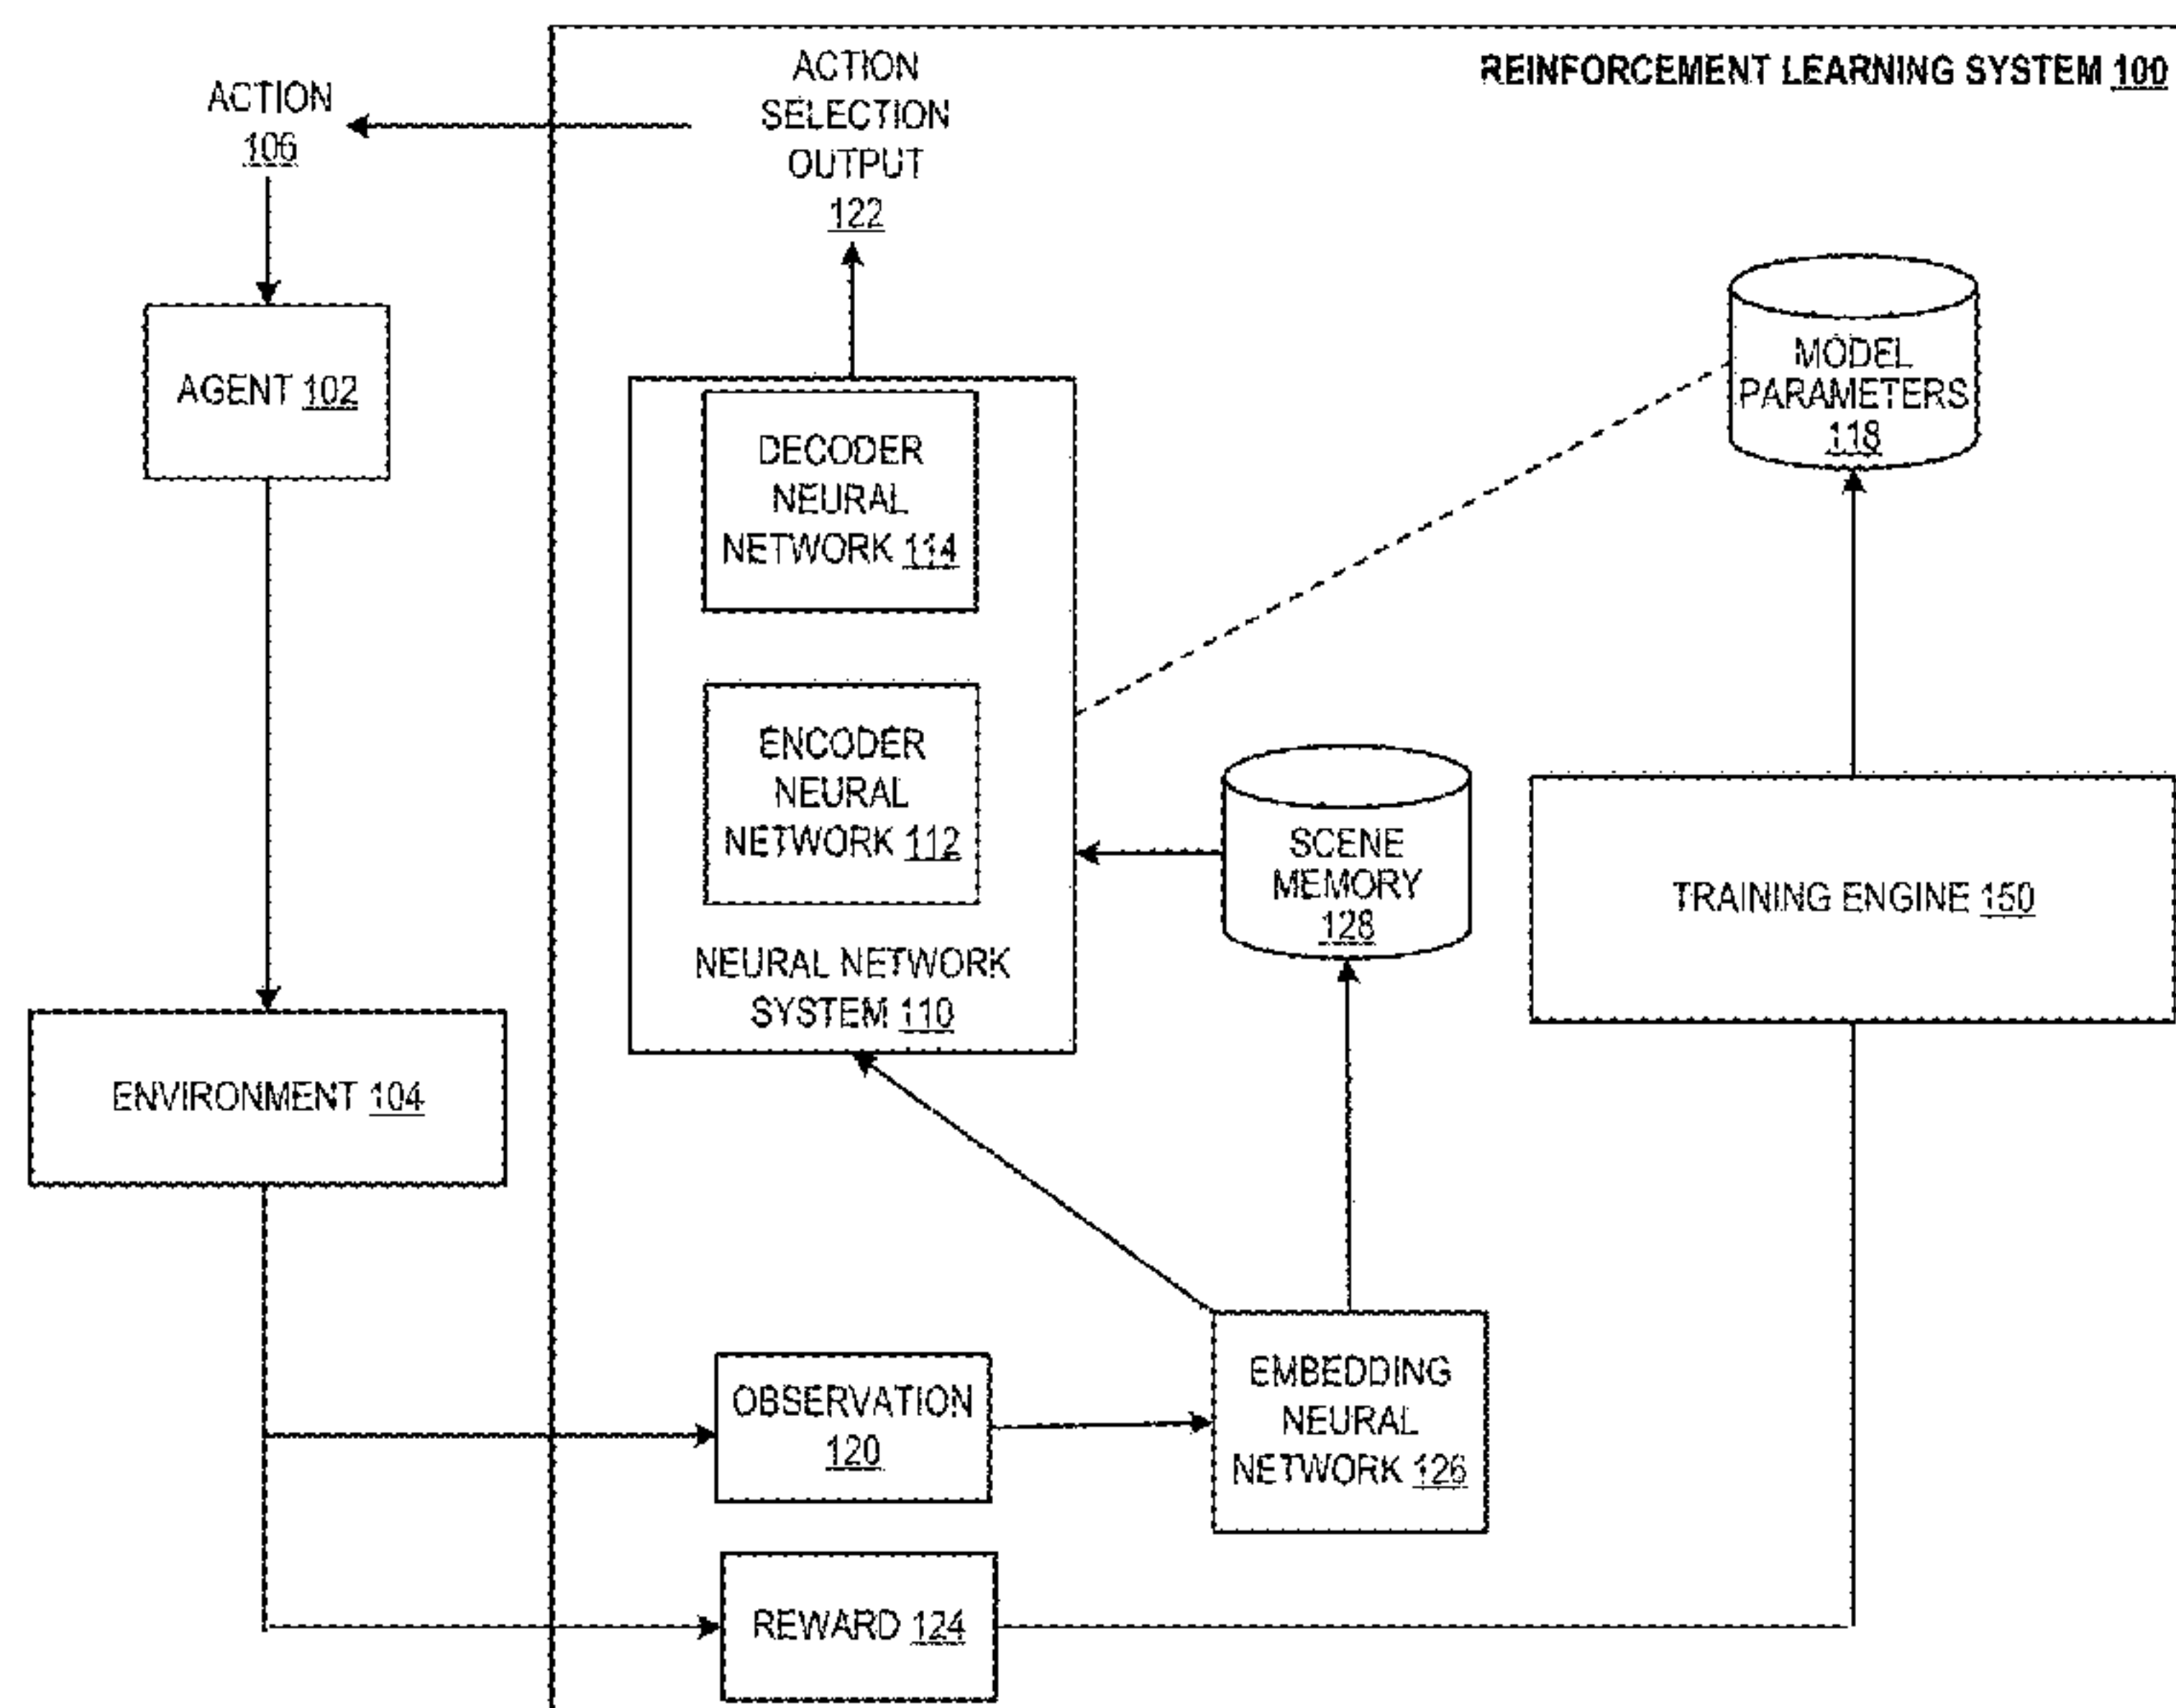 REINFORCEMENT LEARNING SYSTEM 100
ACTION
106
ACTION
SELECTION
OUTPUT
122
AGENT 102
DECODER
NEURAL
NETWORK 114
MODEL
PARAMETERS
118
ENCODER
NEURAL
NETWORK 112
NEURAL NETWORK
SYSTEM 110
SCENE
MEMORY
128
TRAINING ENGINE 150
ENVIRONMENT 104
OBSERVATION
120
EMBEDDING
NEURAL
NETWORK 126
REWARD 124